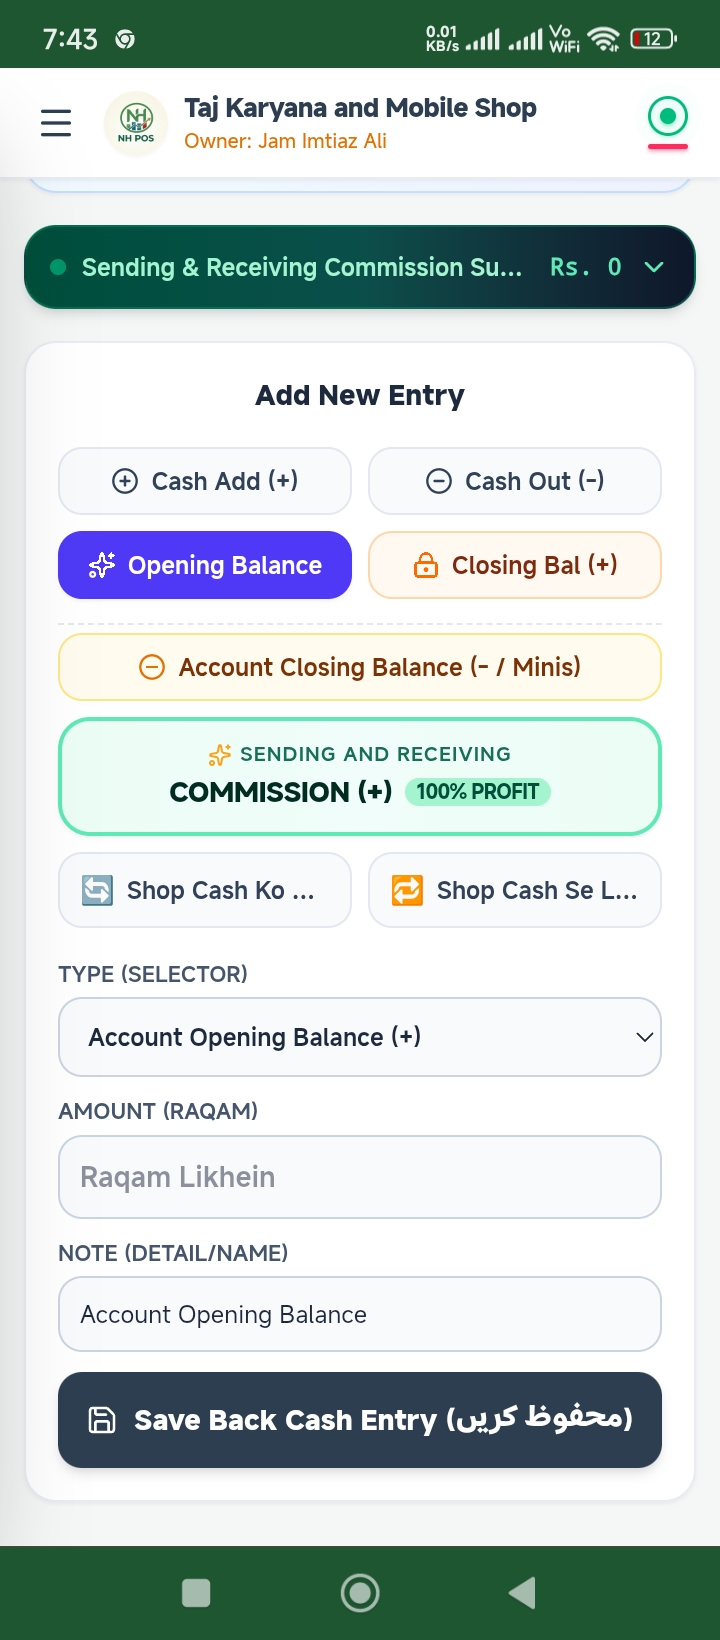 7:43
0.01
KB/s
Vo
WiFi
12
NH
NH POS
Taj Karyana and Mobile Shop
Owner: Jam Imtiaz Ali
Sending & Receiving Commission Su... Rs. 0
Add New Entry
Cash Add (+)
Cash Out (-)
Opening Balance
Closing Bal (+)
Account Closing Balance (- / Minis)
SENDING AND RECEIVING
COMMISSION (+) 100% PROFIT
Shop Cash Ko ...
Shop Cash Se L...
TYPE (SELECTOR)
Account Opening Balance (+)
AMOUNT (RAQAM)
Raqam Likhein
NOTE (DETAIL/NAME)
Account Opening Balance
Save Back Cash Entry (محفوظ کریں)